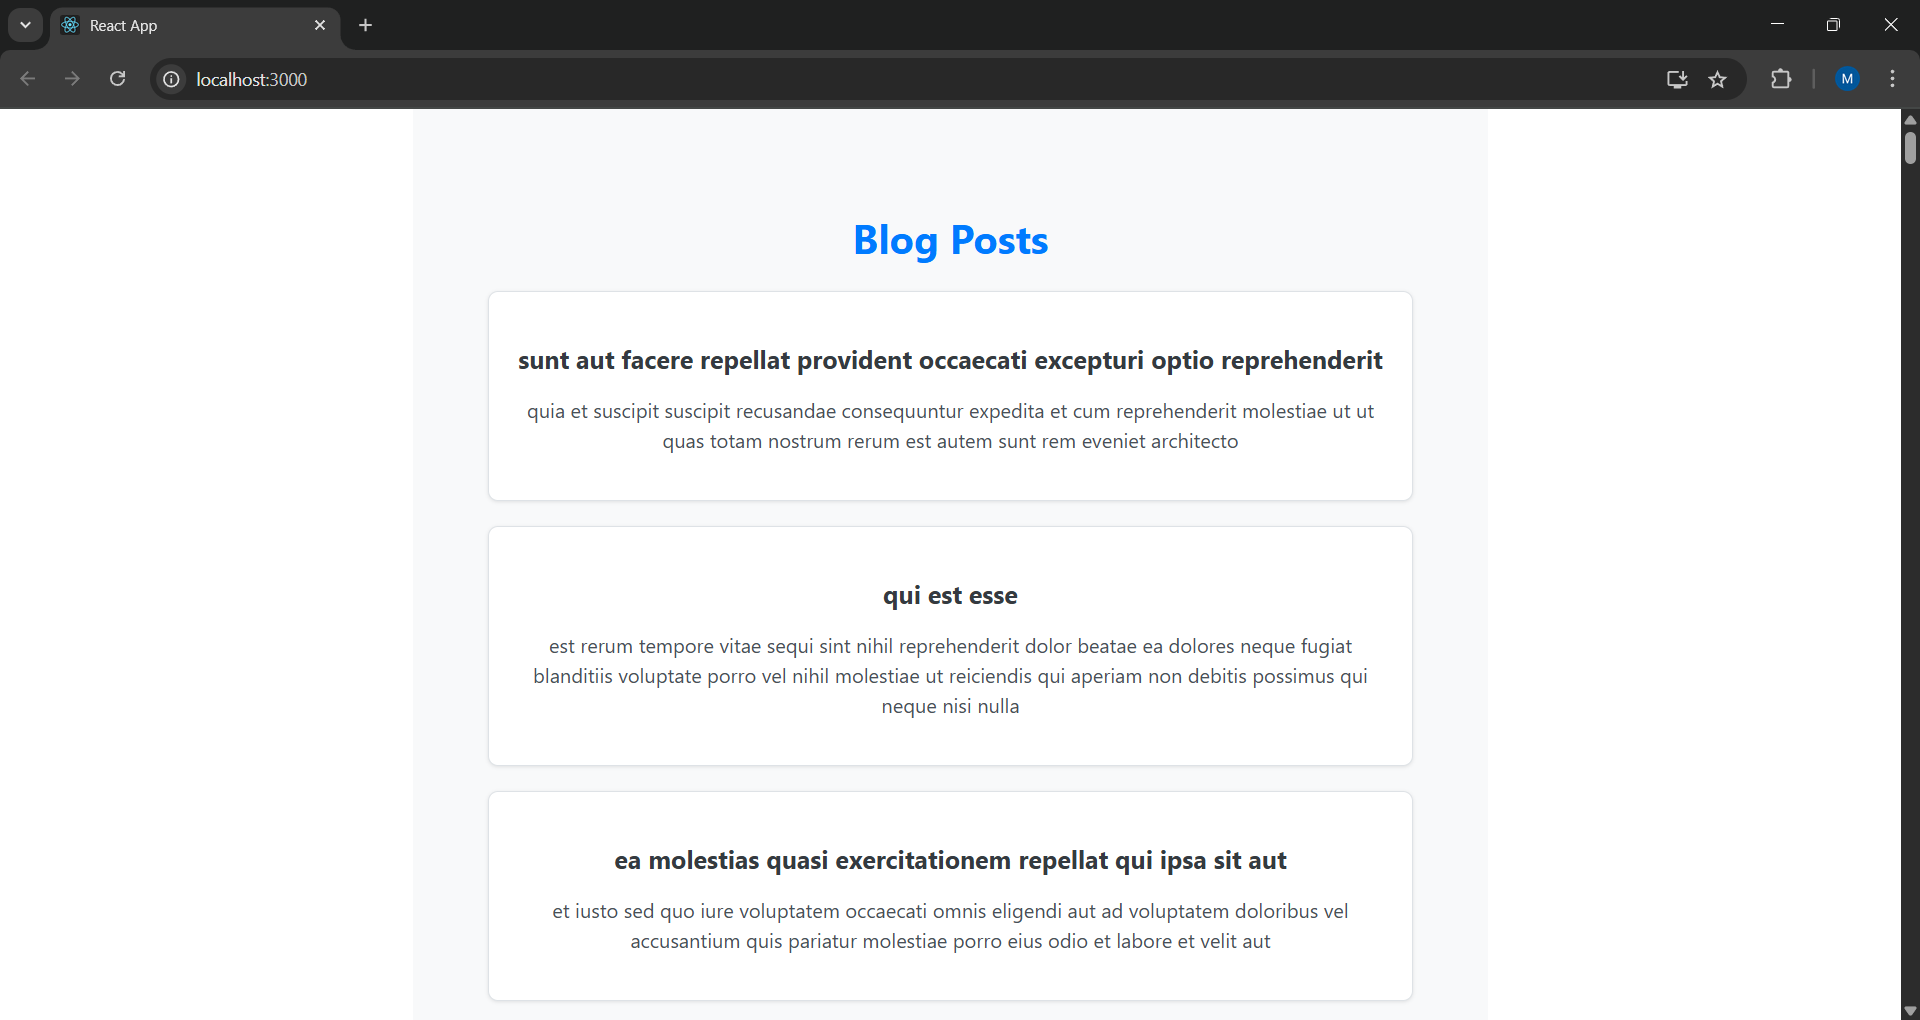 React App
localhost:3000
M
Blog Posts
sunt aut facere repellat provident occaecati excepturi optio reprehenderit
quia et suscipit suscipit recusandae consequuntur expedita et cum reprehenderit molestiae ut ut
quas totam nostrum rerum est autem sunt rem eveniet architecto
qui est esse
est rerum tempore vitae sequi sint nihil reprehenderit dolor beatae ea dolores neque fugiat
blanditiis voluptate porro vel nihil molestiae ut reiciendis qui aperiam non debitis possimus qui
neque nisi nulla
ea molestias quasi exercitationem repellat qui ipsa sit aut
et iusto sed quo iure voluptatem occaecati omnis eligendi aut ad voluptatem doloribus vel
accusantium quis pariatur molestiae porro eius odio et labore et velit aut